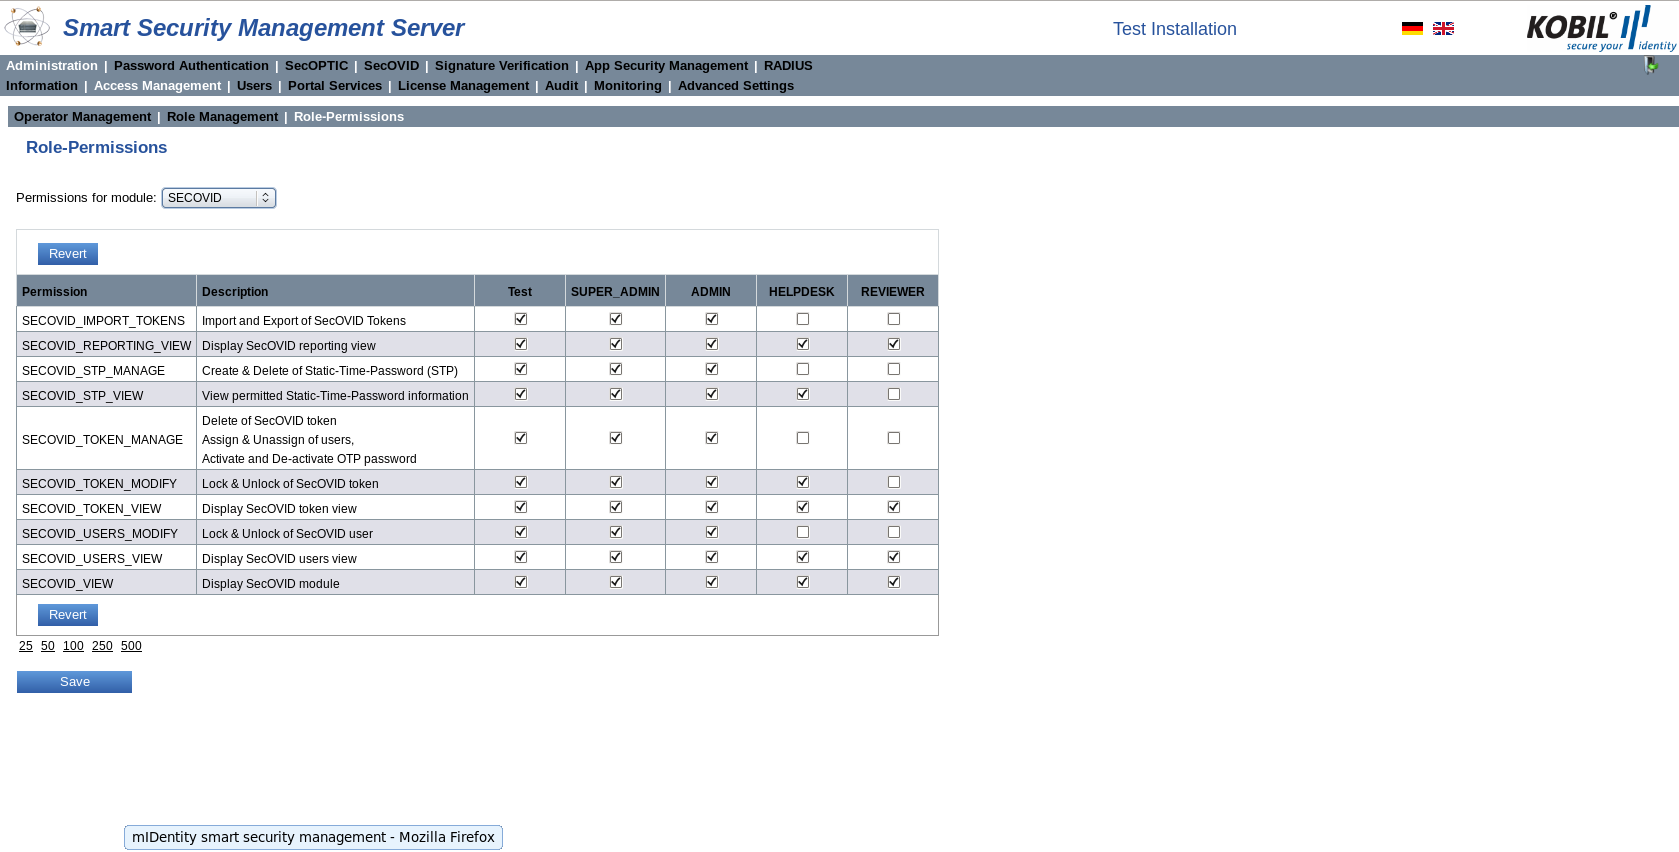 Smart Security Management Server
Test Installation
KOBIL®
secure your identity
Administration | Password Authentication | SecOPTIC | SecOVID | Signature Verification | App Security Management | RADIUS
Information | Access Management | Users | Portal Services | License Management | Audit | Monitoring | Advanced Settings
Operator Management | Role Management | Role-Permissions
Role-Permissions
Permissions for module: SECOVID
Revert
Permission Description Test SUPER_ADMIN ADMIN HELPDESK REVIEWER
SECOVID_IMPORT_TOKENS Import and Export of SecOVID Tokens
SECOVID_REPORTING_VIEW Display SecOVID reporting view
SECOVID_STP_MANAGE Create & Delete of Static-Time-Password (STP)
SECOVID_STP_VIEW View permitted Static-Time-Password information
SECOVID_TOKEN_MANAGE Delete of SecOVID token
Assign & Unassign of users,
Activate and De-activate OTP password
SECOVID_TOKEN_MODIFY Lock & Unlock of SecOVID token
SECOVID_TOKEN_VIEW Display SecOVID token view
SECOVID_USERS_MODIFY Lock & Unlock of SecOVID user
SECOVID_USERS_VIEW Display SecOVID users view
SECOVID_VIEW Display SecOVID module
Revert
25 50 100 250 500
Save
mIDentity smart security management - Mozilla Firefox